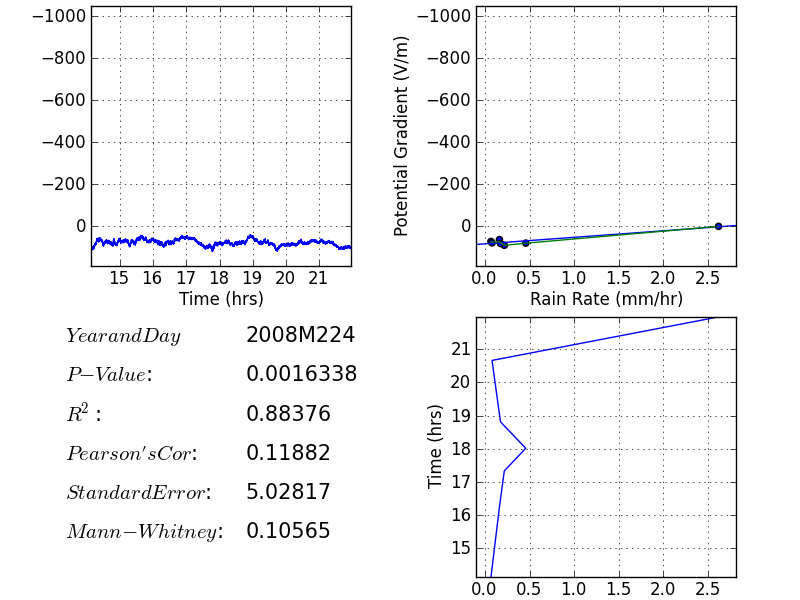 −1000
−800
−600
−400
−200
0
15 16 17 18 19 20 21
Time (hrs)
Potential Gradient (V/m)
−1000
−800
−600
−400
−200
0
0.0 0.5 1.0 1.5 2.0 2.5
Rain Rate (mm/hr)
YearandDay 2008M224
P−Value: 0.0016338
R²: 0.88376
Pearson'sCor: 0.11882
StandardError: 5.02817
Mann−Whitney: 0.10565
Time (hrs)
21
20
19
18
17
16
15
0.0 0.5 1.0 1.5 2.0 2.5